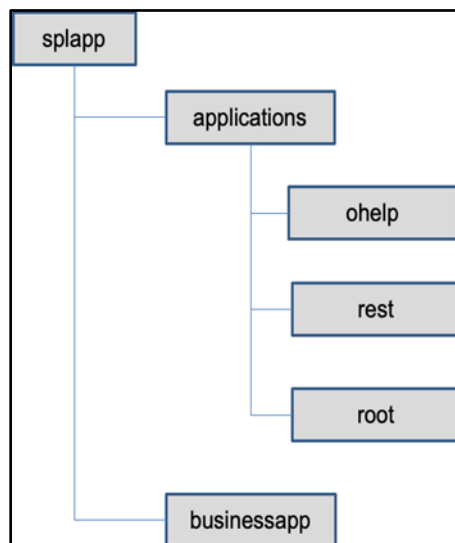 splapp
applications
ohelp
rest
root
businessapp